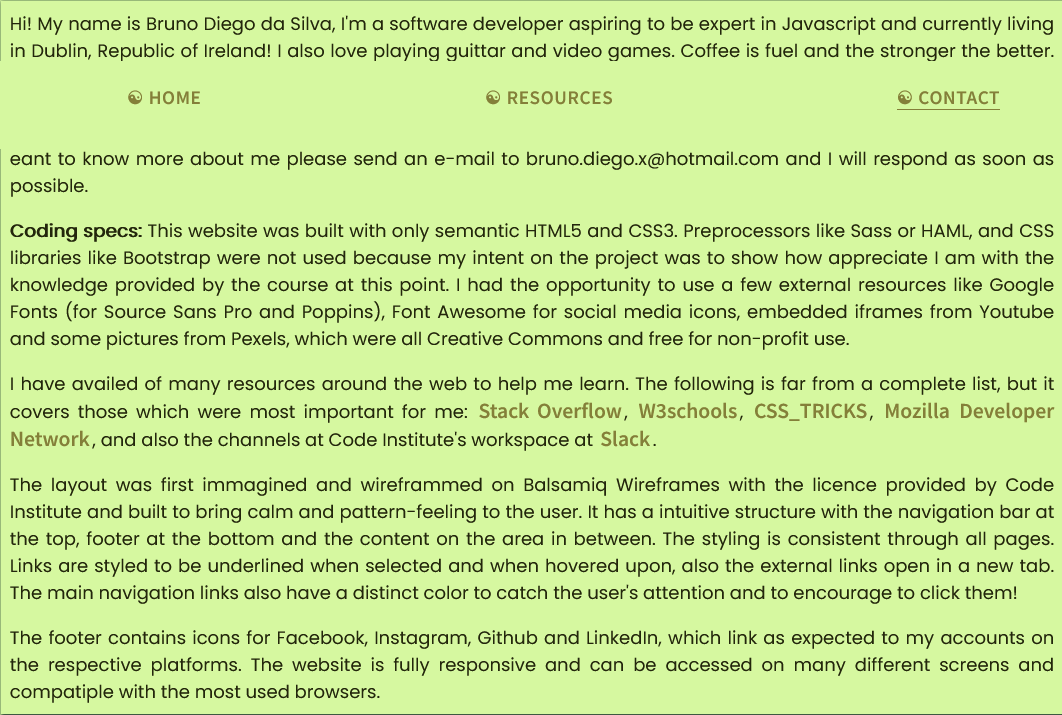 Hi! My name is Bruno Diego da Silva, I'm a software developer aspiring to be expert in Javascript and currently living
in Dublin, Republic of Ireland! I also love playing guittar and video games. Coffee is fuel and the stronger the better.
☯ HOME ☯ RESOURCES ☯ CONTACT
eant to know more about me please send an e-mail to bruno.diego.x@hotmail.com and I will respond as soon as
possible.
Coding specs: This website was built with only semantic HTML5 and CSS3. Preprocessors like Sass or HAML, and CSS
libraries like Bootstrap were not used because my intent on the project was to show how appreciate I am with the
knowledge provided by the course at this point. I had the opportunity to use a few external resources like Google
Fonts (for Source Sans Pro and Poppins), Font Awesome for social media icons, embedded iframes from Youtube
and some pictures from Pexels, which were all Creative Commons and free for non-profit use.
I have availed of many resources around the web to help me learn. The following is far from a complete list, but it
covers those which were most important for me: Stack Overflow, W3schools, CSS_TRICKS, Mozilla Developer
Network, and also the channels at Code Institute's workspace at Slack.
The layout was first immagined and wireframmed on Balsamiq Wireframes with the licence provided by Code
Institute and built to bring calm and pattern-feeling to the user. It has a intuitive structure with the navigation bar at
the top, footer at the bottom and the content on the area in between. The styling is consistent through all pages.
Links are styled to be underlined when selected and when hovered upon, also the external links open in a new tab.
The main navigation links also have a distinct color to catch the user's attention and to encourage to click them!
The footer contains icons for Facebook, Instagram, Github and LinkedIn, which link as expected to my accounts on
the respective platforms. The website is fully responsive and can be accessed on many different screens and
compatiple with the most used browsers.